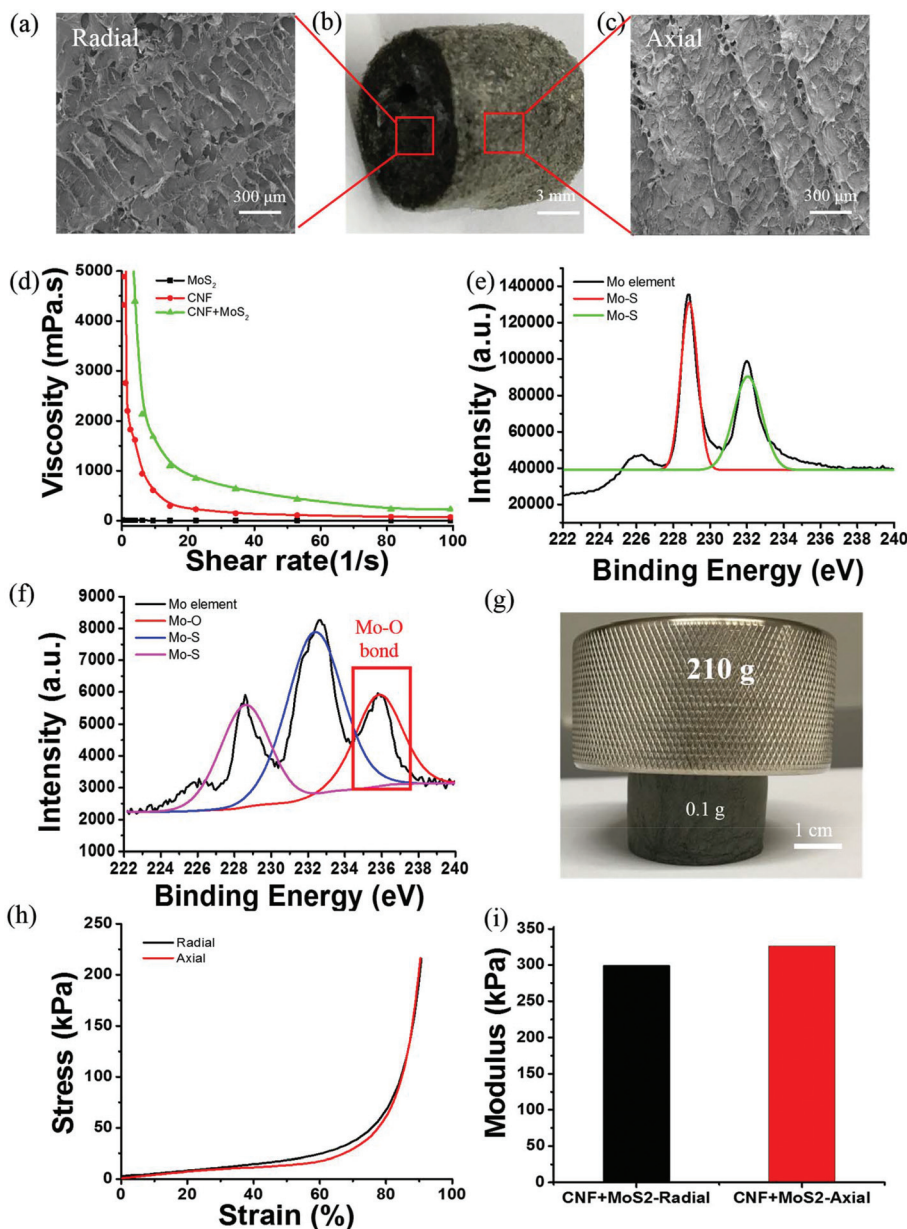 (a)
Radial
300 μm
(b)
3 mm
(c)
Axial
300 μm
(d)
5000
4000
3000
2000
1000
0
Viscosity (mPa.s)
MoS₂
CNF
CNF+MoS₂
0 20 40 60 80 100
Shear rate(1/s)
(e)
140000
120000
100000
80000
60000
40000
20000
Intensity (a.u.)
Mo element
Mo-S
Mo-S
222 224 226 228 230 232 234 236 238 240
Binding Energy (eV)
(f)
9000
8000
7000
6000
5000
4000
3000
2000
1000
Intensity (a.u.)
Mo element
Mo-O
Mo-S
Mo-S
Mo-O
bond
222 224 226 228 230 232 234 236 238 240
Binding Energy (eV)
(g)
210 g
0.1 g
1 cm
(h)
250
200
150
100
50
0
Stress (kPa)
Radial
Axial
0 20 40 60 80 100
Strain (%)
(i)
350
325
300
250
200
150
100
50
0
Modulus (kPa)
CNF+MoS2-Radial CNF+MoS2-Axial